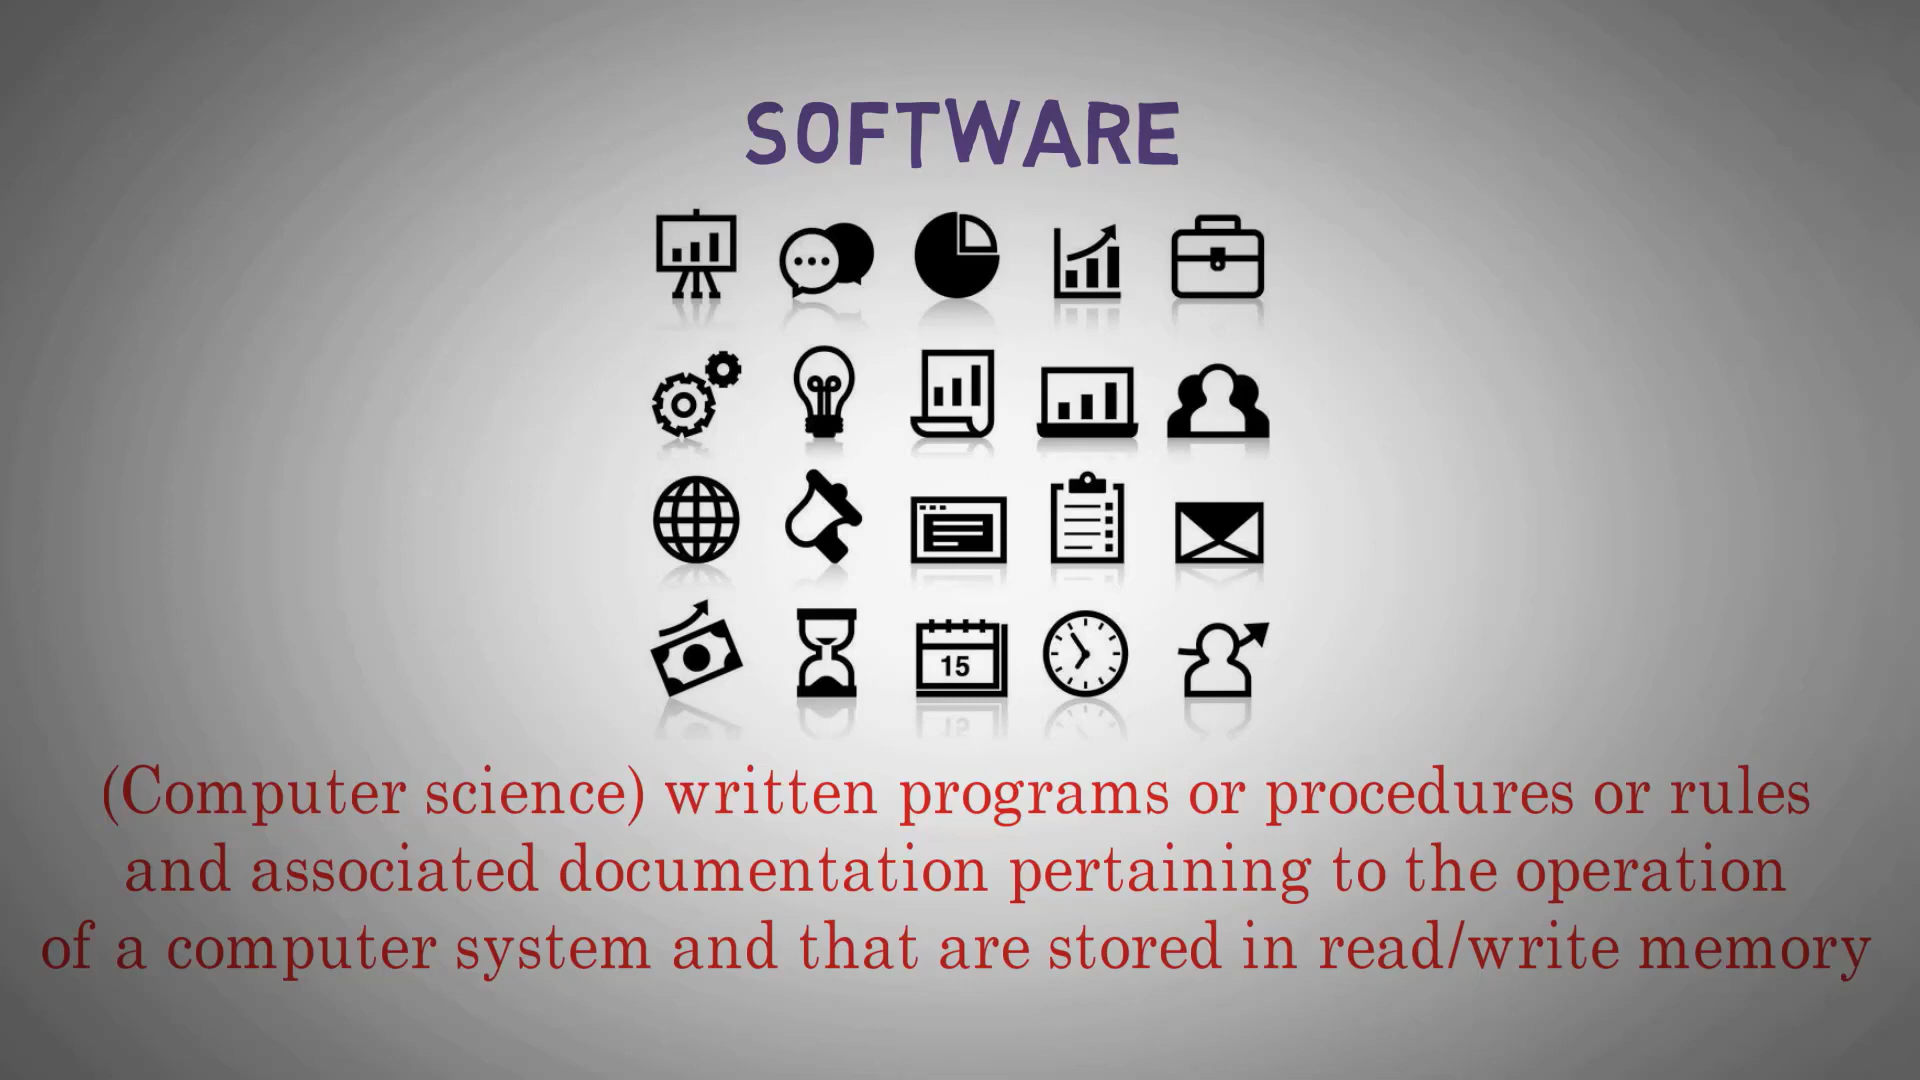 SOFTWARE
15
(Computer science) written programs or procedures or rules
and associated documentation pertaining to the operation
of a computer system and that are stored in read/write memory